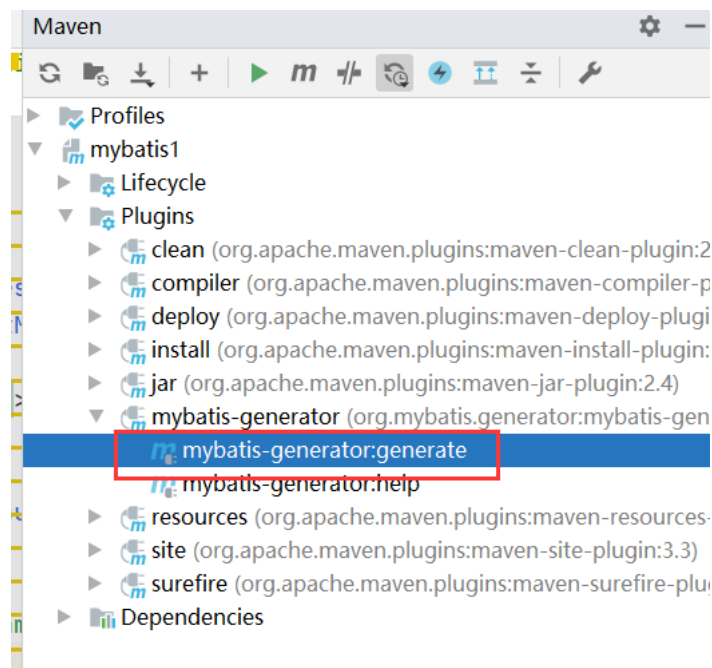 Maven
Profiles
mybatis1
Lifecycle
Plugins
clean (org.apache.maven.plugins:maven-clean-plugin:2
compiler (org.apache.maven.plugins:maven-compiler-p
deploy (org.apache.maven.plugins:maven-deploy-plugi
install (org.apache.maven.plugins:maven-install-plugin:
jar (org.apache.maven.plugins:maven-jar-plugin:2.4)
mybatis-generator (org.mybatis.generator:mybatis-gen
mybatis-generator:generate
mybatis-generator:help
resources (org.apache.maven.plugins:maven-resources-
site (org.apache.maven.plugins:maven-site-plugin:3.3)
surefire (org.apache.maven.plugins:maven-surefire-plu
Dependencies